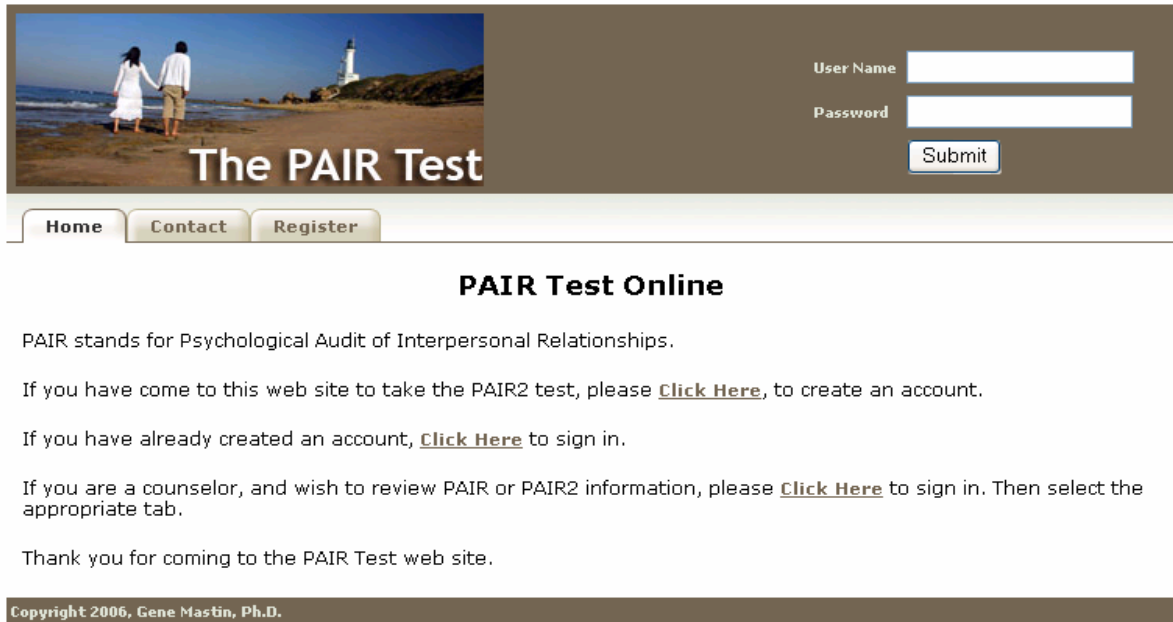 The PAIR Test
User Name
Password
Submit
Home
Contact
Register
PAIR Test Online
PAIR stands for Psychological Audit of Interpersonal Relationships.
If you have come to this web site to take the PAIR2 test, please Click Here, to create an account.
If you have already created an account, Click Here to sign in.
If you are a counselor, and wish to review PAIR or PAIR2 information, please Click Here to sign in. Then select the
appropriate tab.
Thank you for coming to the PAIR Test web site.
Copyright 2006, Gene Mastin, Ph.D.